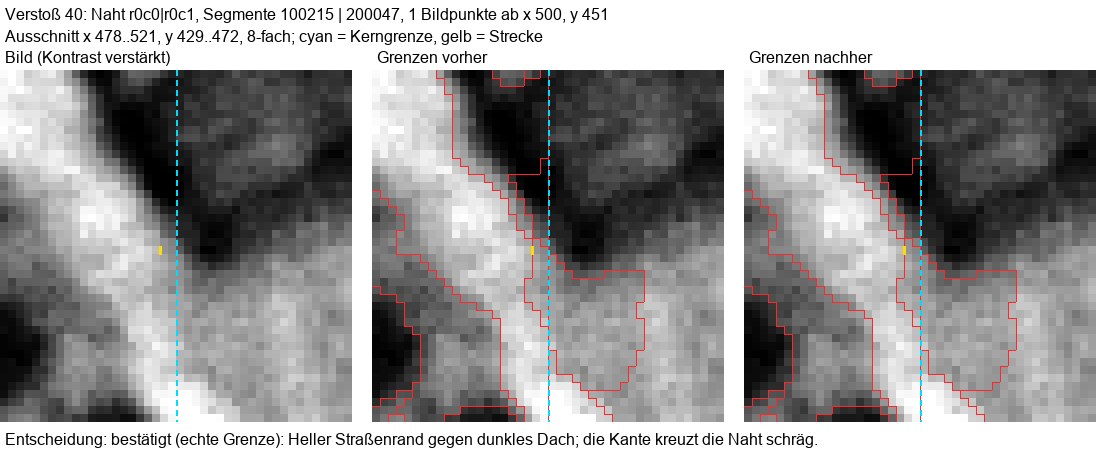 Verstoß 40: Naht r0c0|r0c1, Segmente 100215 | 200047, 1 Bildpunkte ab x 500, y 451
Ausschnitt x 478..521, y 429..472, 8-fach; cyan = Kerngrenze, gelb = Strecke
Bild (Kontrast verstärkt)
Grenzen vorher
Grenzen nachher
Entscheidung: bestätigt (echte Grenze): Heller Straßenrand gegen dunkles Dach; die Kante kreuzt die Naht schräg.